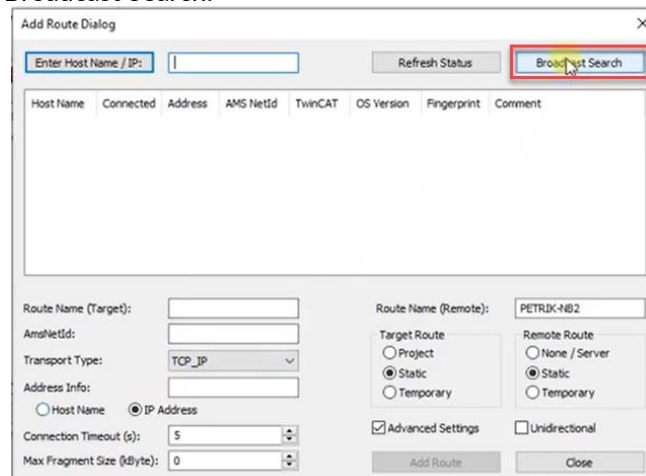 Add Route Dialog
Enter Host Name / IP: Refresh Status Broadcast Search
Host Name Connected Address AMS NetId TwinCAT OS Version Fingerprint Comment
Route Name (Target): Route Name (Remote): PETRIK-NB2
AmsNetId: Target Route Remote Route
Transport Type: TCP_IP Project None / Server
Static Static
Address Info: Temporary Temporary
Host Name IP Address
Connection Timeout (s): 5 Advanced Settings Unidirectional
Max Fragment Size (kByte): 0 Add Route Close